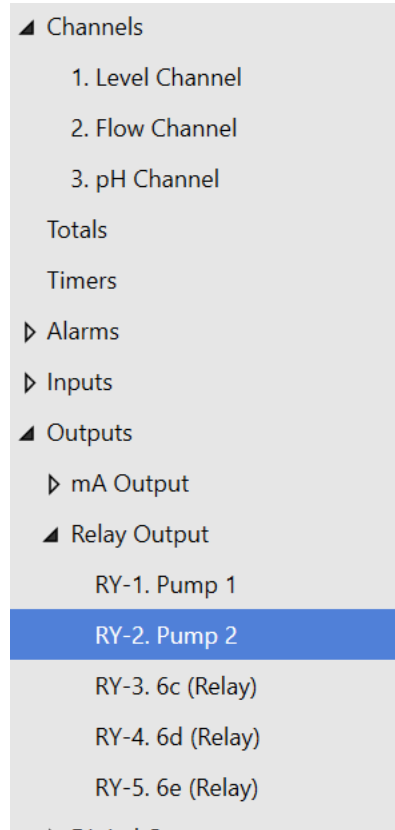 Channels
1. Level Channel
2. Flow Channel
3. pH Channel
Totals
Timers
Alarms
Inputs
Outputs
mA Output
Relay Output
RY-1. Pump 1
RY-2. Pump 2
RY-3. 6c (Relay)
RY-4. 6d (Relay)
RY-5. 6e (Relay)